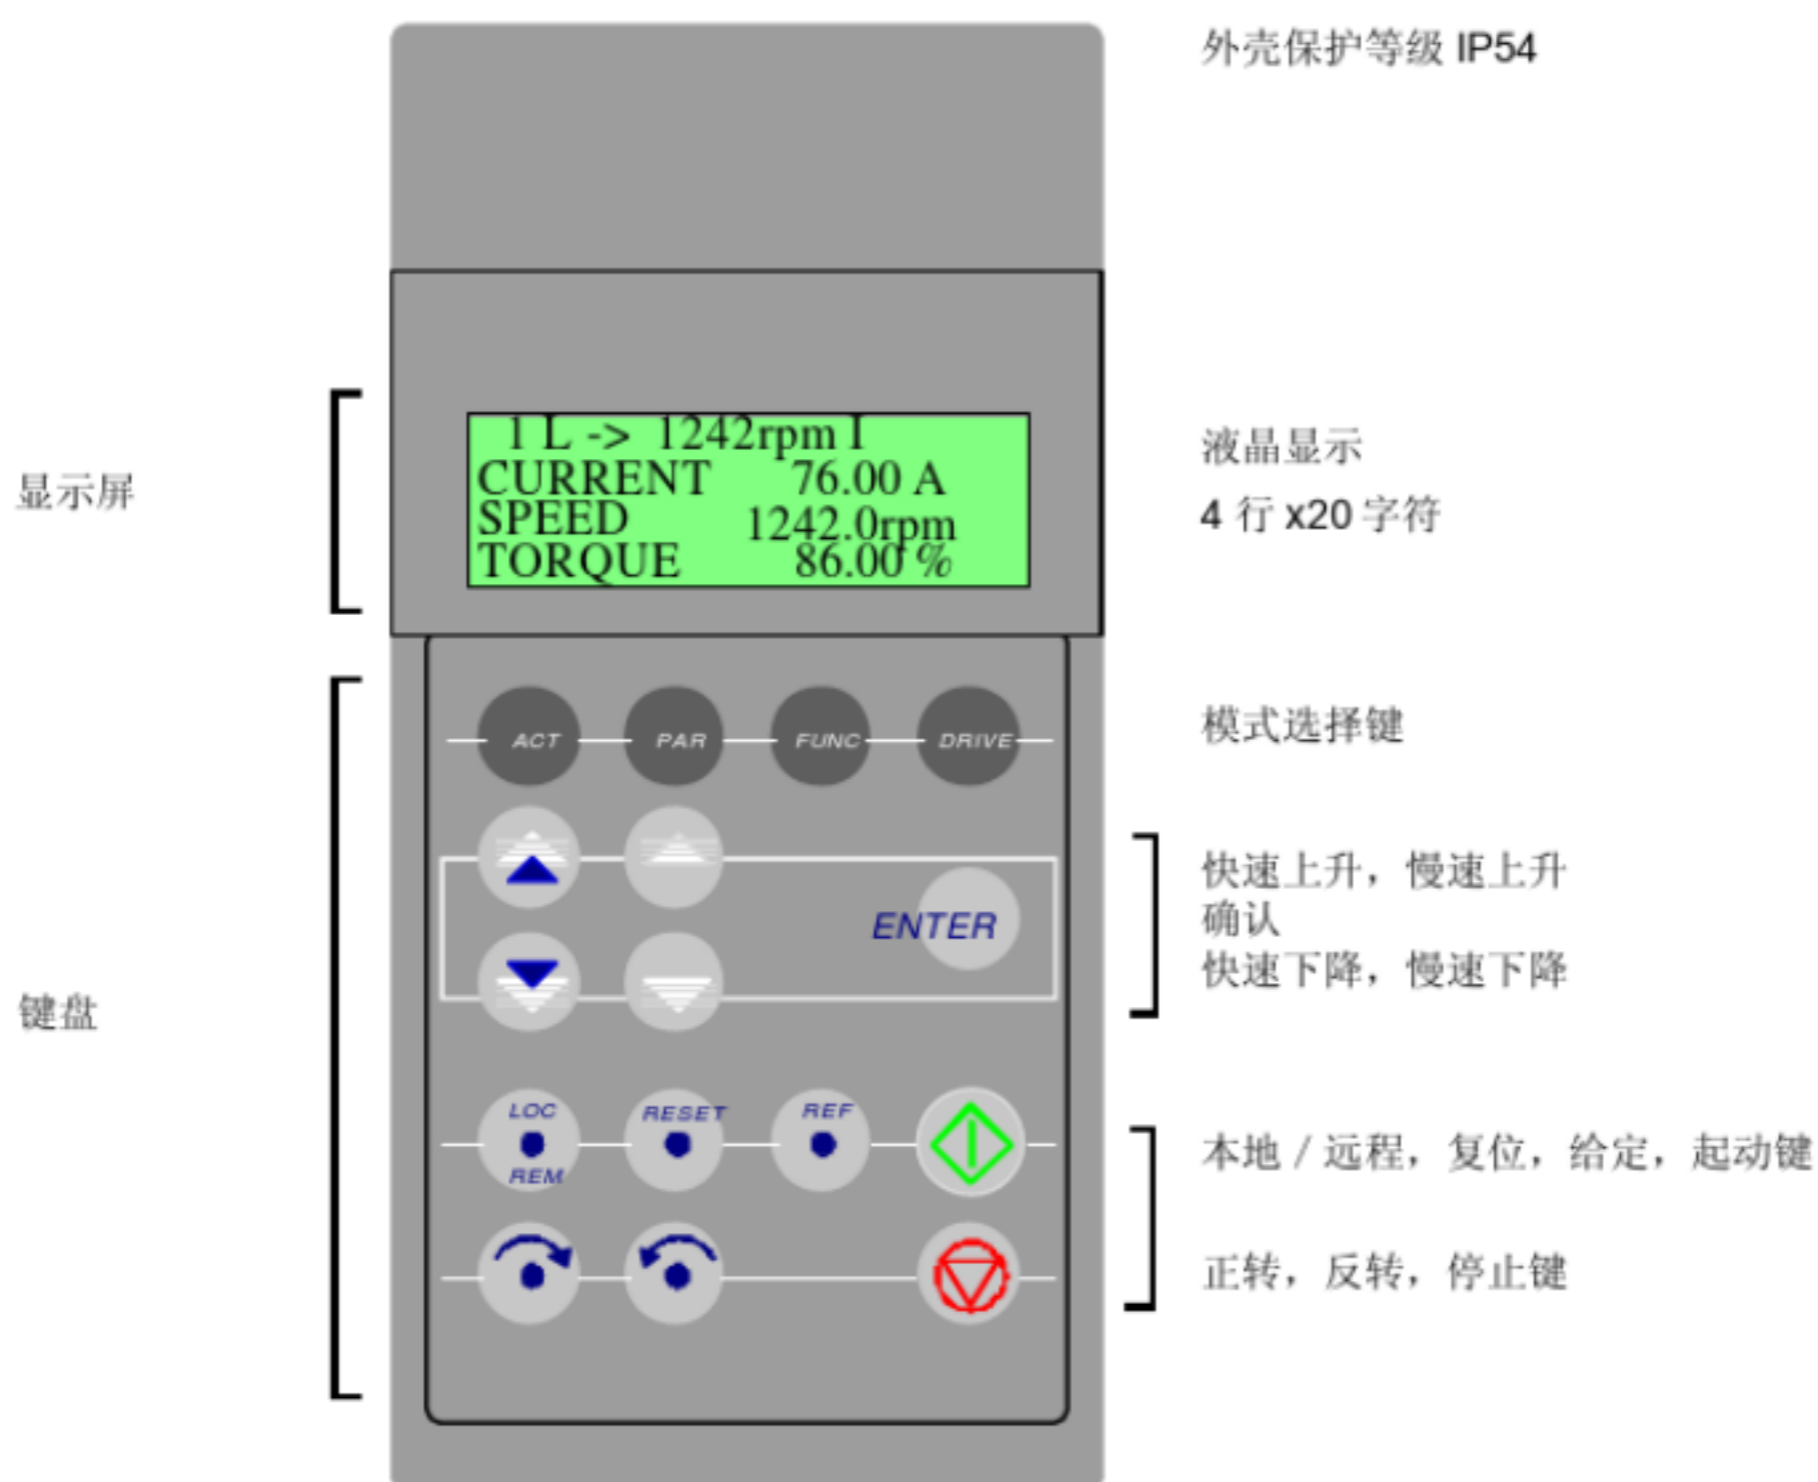 外壳保护等级 IP54
1 L -> 1242rpm I
CURRENT 76.00 A
SPEED 1242.0rpm
TORQUE 86.00 %
显示屏
液晶显示
4 行 x20 字符
ACT PAR FUNC DRIVE
模式选择键
ENTER
快速上升，慢速上升
确认
快速下降，慢速下降
键盘
LOC RESET REF
REM
本地 / 远程，复位，给定，起动键
正转，反转，停止键